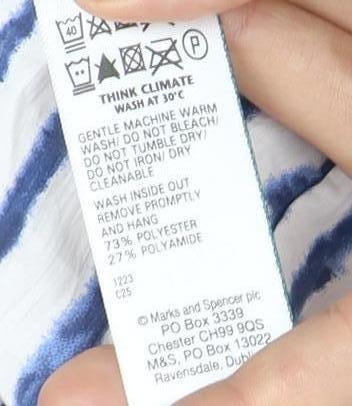 40
P
THINK CLIMATE
WASH AT 30°C
GENTLE MACHINE WARM
WASH/ DO NOT BLEACH/
DO NOT TUMBLE DRY/
DO NOT IRON/ DRY
CLEANABLE
WASH INSIDE OUT
REMOVE PROMPTLY
AND HANG
73% POLYESTER
27% POLYAMIDE
1223
C25
© Marks and Spencer plc
PO Box 3339
Chester CH99 9QS
M&S, PO Box 13022
Ravensdale,